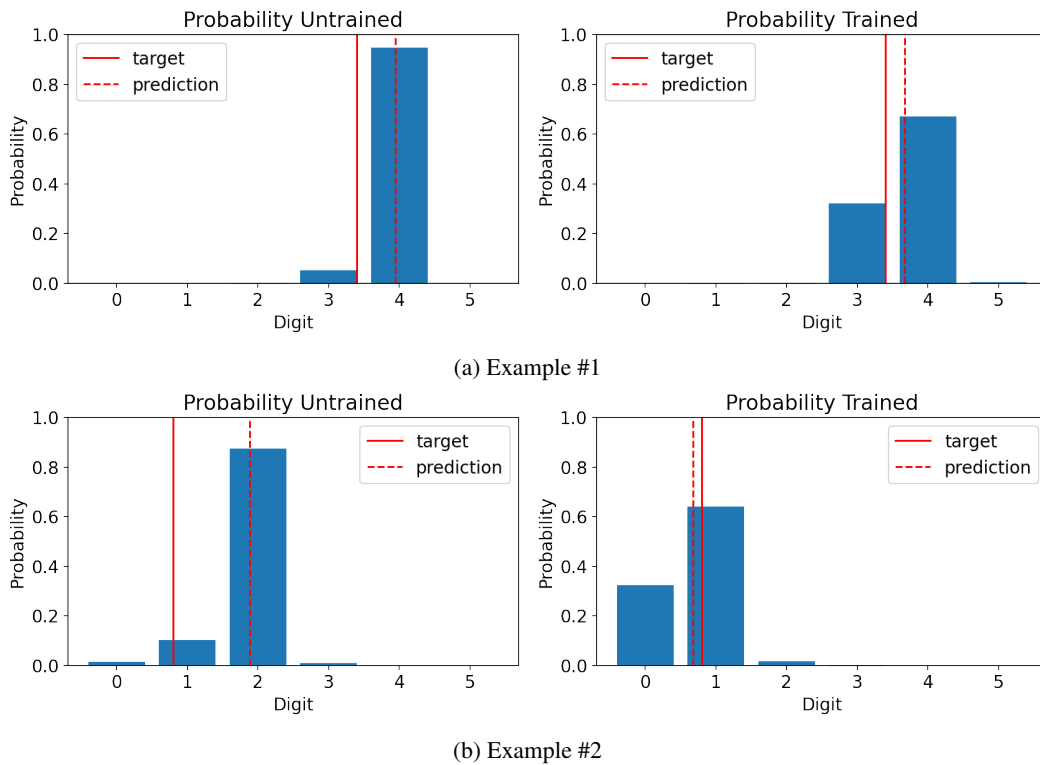 Probability Untrained
1.0
0.8
0.6
0.4
0.2
0.0
Probability
target
prediction
0 1 2 3 4 5
Digit
Probability Trained
1.0
0.8
0.6
0.4
0.2
0.0
Probability
target
prediction
0 1 2 3 4 5
Digit
(a) Example #1
Probability Untrained
1.0
0.8
0.6
0.4
0.2
0.0
Probability
target
prediction
0 1 2 3 4 5
Digit
Probability Trained
1.0
0.8
0.6
0.4
0.2
0.0
Probability
target
prediction
0 1 2 3 4 5
Digit
(b) Example #2